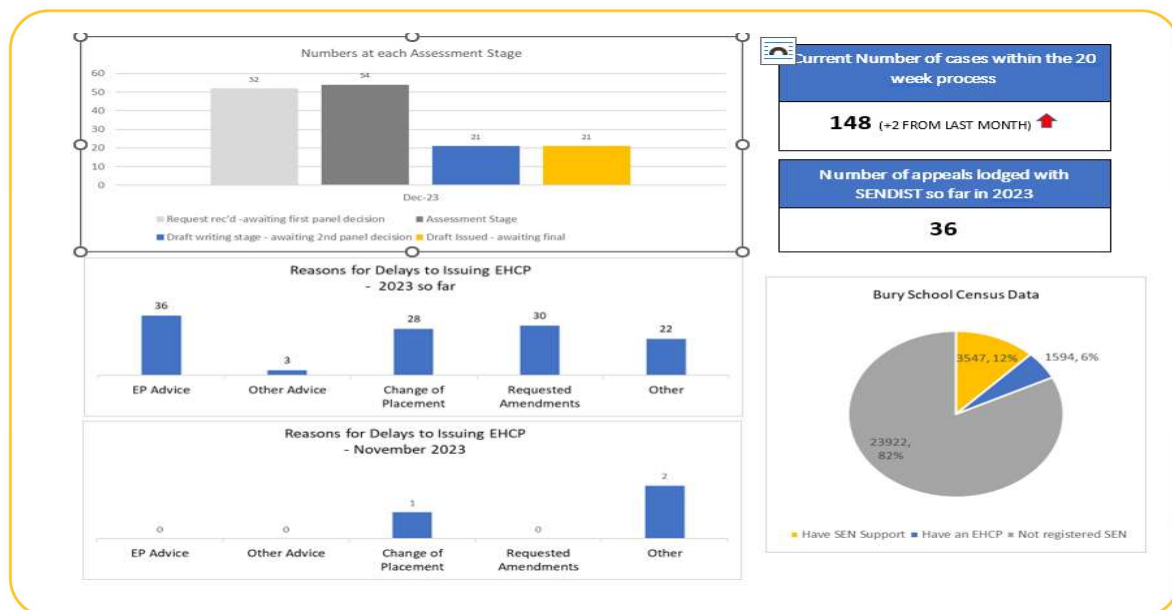 Numbers at each Assessment Stage
60
50
40
30
20
10
0
52
54
21
21
Dec-23
Request rec'd -awaiting first panel decision
Assessment Stage
Draft writing stage - awaiting 2nd panel decision
Draft Issued - awaiting final
Current Number of cases within the 20
week process
148 (+2 FROM LAST MONTH)
Number of appeals lodged with
SENDIST so far in 2023
36
Reasons for Delays to Issuing EHCP
- 2023 so far
36
3
28
30
22
EP Advice
Other Advice
Change of
Placement
Requested
Amendments
Other
Reasons for Delays to Issuing EHCP
- November 2023
0
0
1
0
2
EP Advice
Other Advice
Change of
Placement
Requested
Amendments
Other
Bury School Census Data
3547, 12%
1594, 6%
23922,
82%
Have SEN Support
Have an EHCP
Not registered SEN